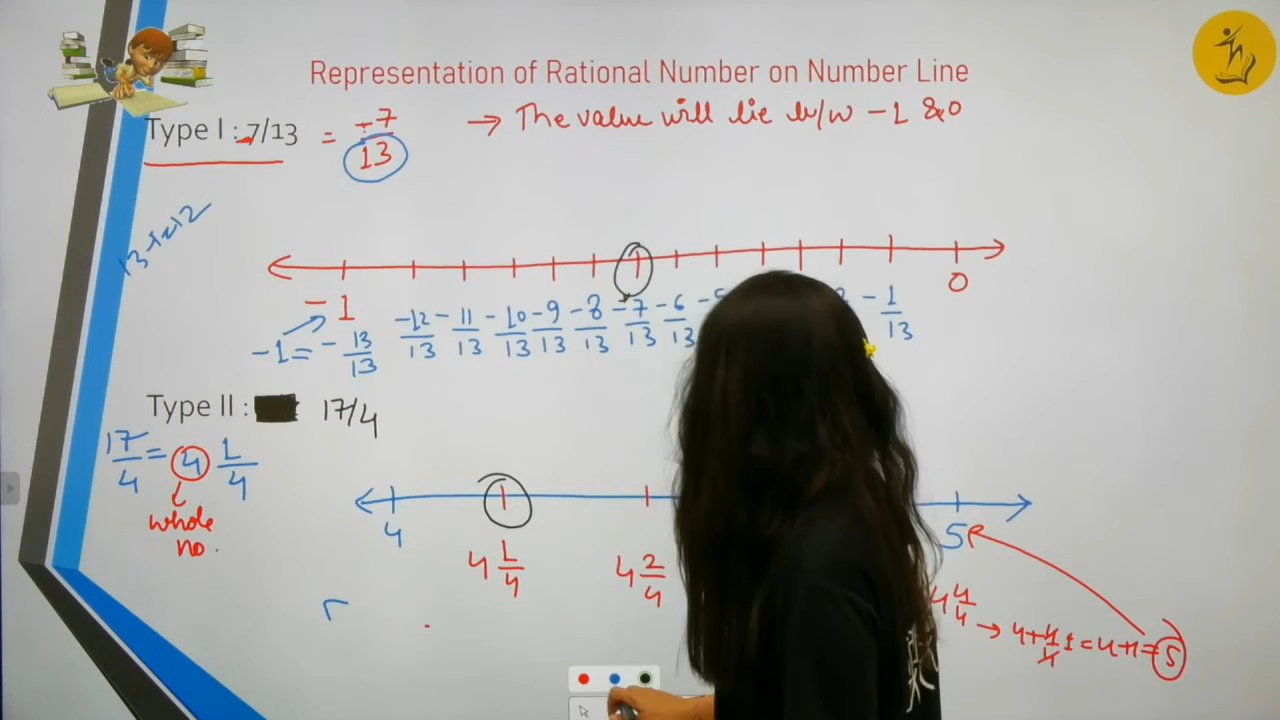 Representation of Rational Number on Number Line
Type I : -7/13 = -7/13 → The value will lie b/w -1 & 0
13-1=12
-1 0
-1 = -13/13 -12/13 -11/13 -10/13 -9/13 -8/13 -7/13 -6/13 -5 -1/13
Type II : 17/4
17/4 = 4 1/4
whole no.
4 5
4 1/4 4 2/4 4 4/4 → 4+4/4 1 = 4+1 = 5